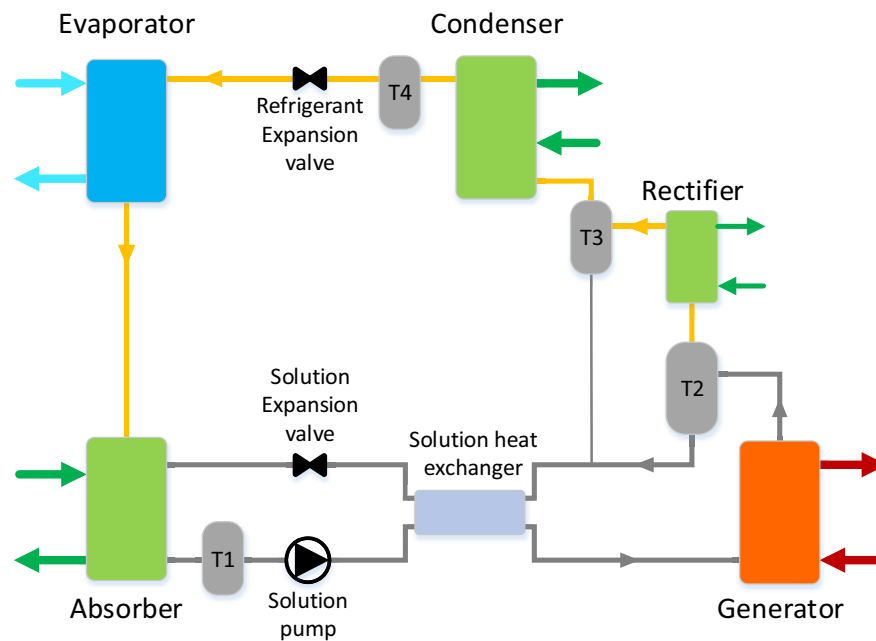 Evaporator
Condenser
T4
Refrigerant
Expansion
valve
Rectifier
T3
T2
Solution
Expansion
valve
Solution heat
exchanger
T1
Absorber
Solution
pump
Generator